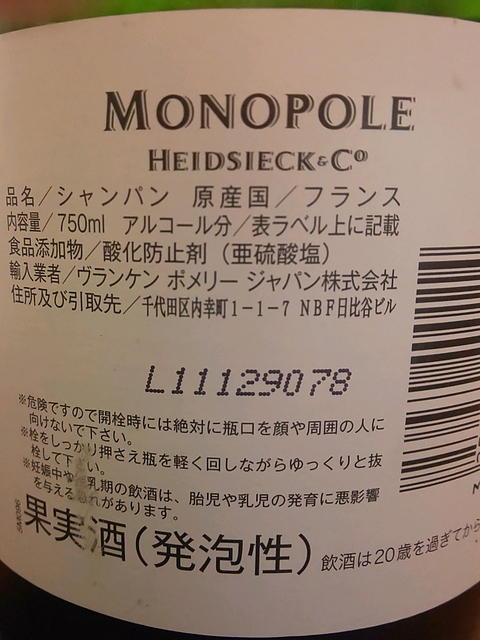 MONOPOLE
HEIDSIECK & Cº
品名／シャンパン 原産国／フランス
内容量／750ml アルコール分／表ラベル上に記載
食品添加物／酸化防止剤（亜硫酸塩）
輸入業者／ヴランケン ポメリー ジャパン株式会社
住所及び引取先／千代田区内幸町1-1-7 NBF日比谷ビル
L11129078
※危険ですので開栓時には絶対に瓶口を顔や周囲の人に
向けないで下さい。
※栓をしっかり押さえ瓶を軽く回しながらゆっくりと抜
栓して下さい。
※妊娠中や授乳期の飲酒は、胎児や乳児の発育に悪影響
を与える恐れがあります。
果実酒（発泡性）
飲酒は20歳を過ぎてから